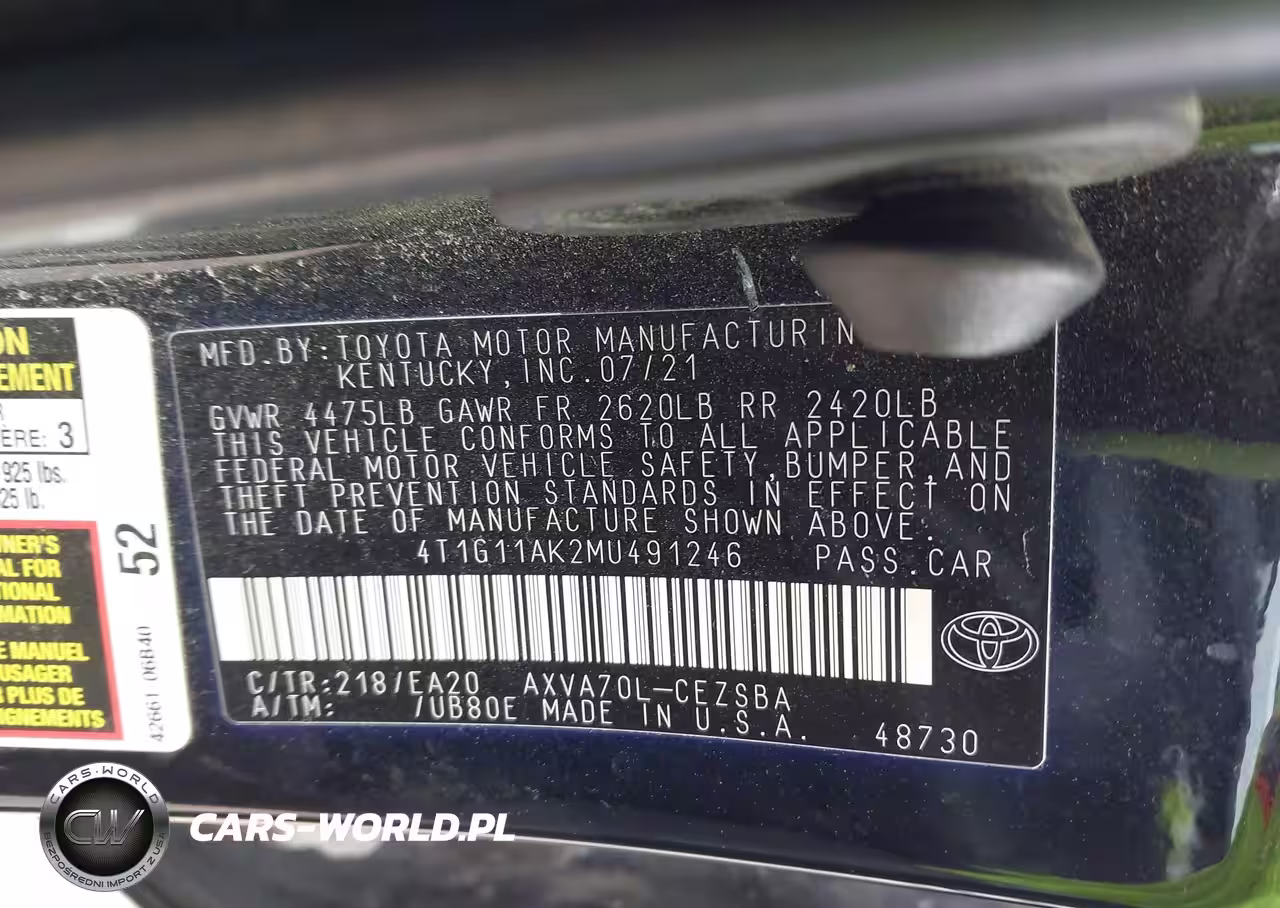 MFD.BY:TOYOTA MOTOR MANUFACTURIN
KENTUCKY,INC.07/21
GVWR 4475LB GAWR FR 2620LB RR 2420LB
THIS VEHICLE CONFORMS TO ALL APPLICABLE
FEDERAL MOTOR VEHICLE SAFETY,BUMPER,AND
THEFT PREVENTION STANDARDS IN EFFECT ON
THE DATE OF MANUFACTURE SHOWN ABOVE.
4T1G11AK2MU491246 PASS.CAR
C/TR:218/EA20 AXVA70L-CEZSBA
A/TM: /UB80E MADE IN U.S.A.
48730
ON
EMENT
R
ÈRE: 3
925 lbs.
25 lb.
NER'S
AL FOR
TIONAL
MATION
E MANUEL
USAGER
R PLUS DE
IGNEMENTS
52
42661 06B40
CARS-WORLD
CW
BEZPOŚREDNI IMPORT Z USA
CARS-WORLD.PL